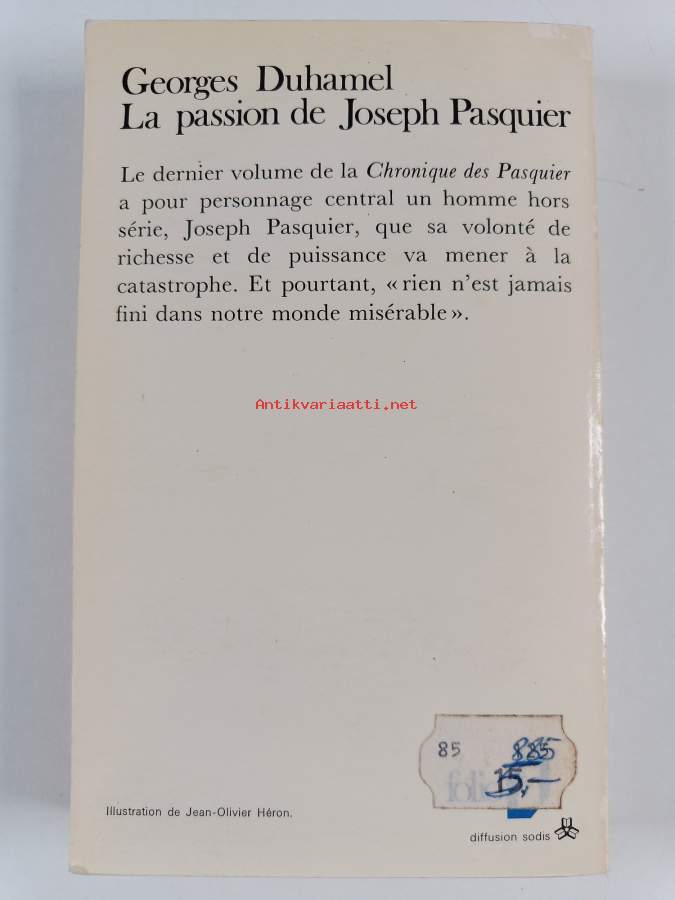 Georges Duhamel
La passion de Joseph Pasquier
Le dernier volume de la Chronique des Pasquier
a pour personnage central un homme hors
série, Joseph Pasquier, que sa volonté de
richesse et de puissance va mener à la
catastrophe. Et pourtant, « rien n'est jamais
fini dans notre monde misérable ».
Antikvariaatti.net
85
15,—
folio
Illustration de Jean-Olivier Héron.
diffusion sodis